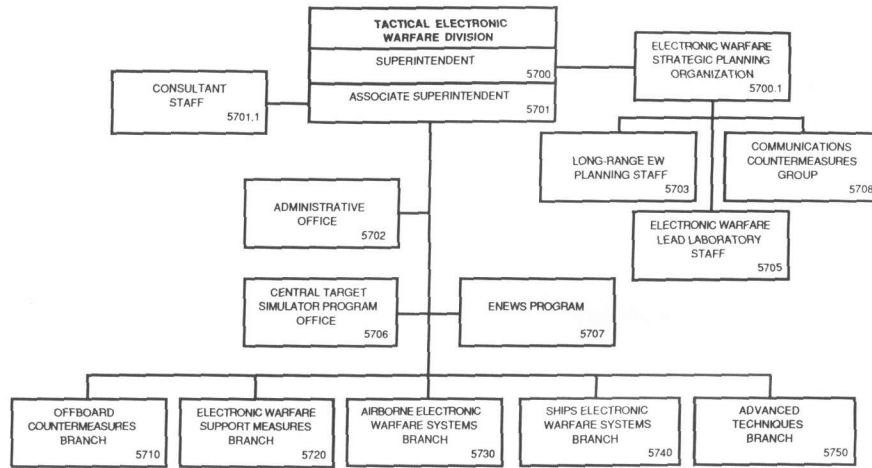 TACTICAL ELECTRONIC
WARFARE DIVISION
SUPERINTENDENT
5700
ASSOCIATE SUPERINTENDENT
5701
CONSULTANT
STAFF
5701.1
ELECTRONIC WARFARE
STRATEGIC PLANNING
ORGANIZATION
5700.1
LONG-RANGE EW
PLANNING STAFF
5703
COMMUNICATIONS
COUNTERMEASURES
GROUP
5708
ADMINISTRATIVE
OFFICE
5702
ELECTRONIC WARFARE
LEAD LABORATORY
STAFF
5705
CENTRAL TARGET
SIMULATOR PROGRAM
OFFICE
5706
ENEWS PROGRAM
5707
OFFBOARD
COUNTERMEASURES
BRANCH
5710
ELECTRONIC WARFARE
SUPPORT MEASURES
BRANCH
5720
AIRBORNE ELECTRONIC
WARFARE SYSTEMS
BRANCH
5730
SHIPS ELECTRONIC
WARFARE SYSTEMS
BRANCH
5740
ADVANCED
TECHNIQUES
BRANCH
5750